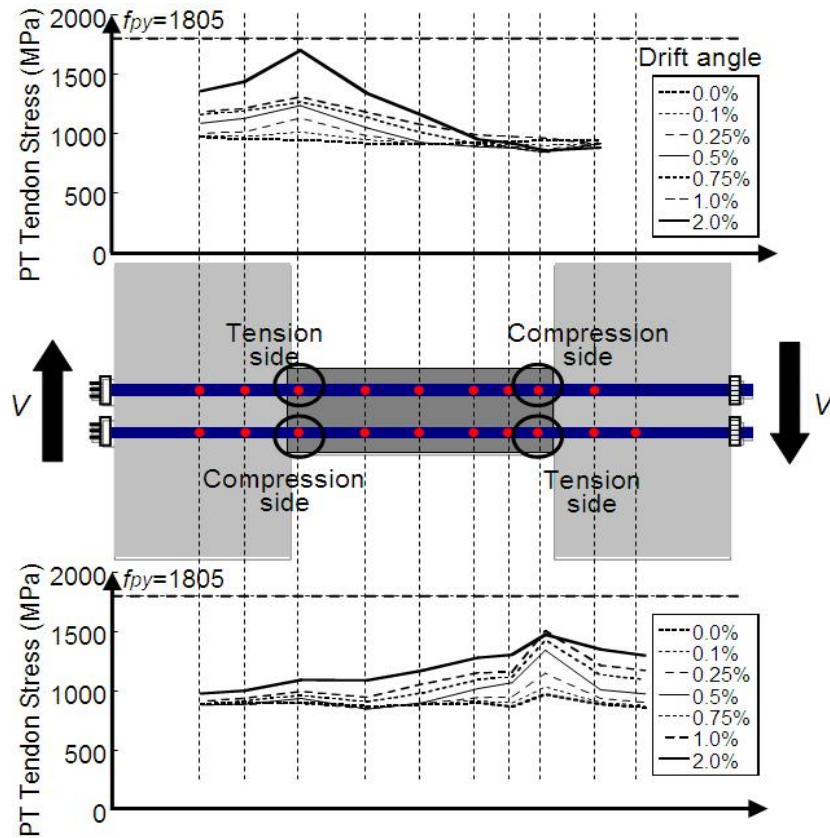 2000
fpy=1805
1500
1000
500
0
PT Tendon Stress (MPa)
Drift angle
0.0%
0.1%
0.25%
0.5%
0.75%
1.0%
2.0%
Tension
side
Compression
side
V
V
Compression
side
Tension
side
2000
fpy=1805
1500
1000
500
0
PT Tendon Stress (MPa)
0.0%
0.1%
0.25%
0.5%
0.75%
1.0%
2.0%